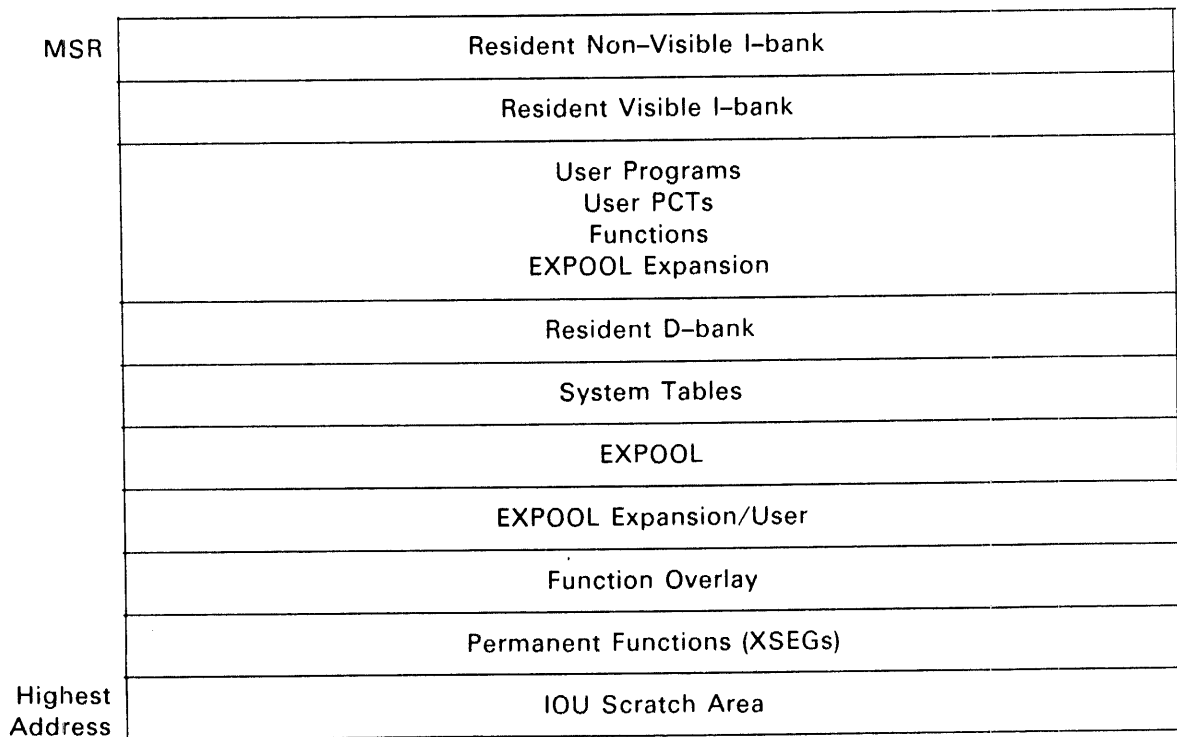 MSR
Resident Non–Visible I–bank
Resident Visible I–bank
User Programs
User PCTs
Functions
EXPOOL Expansion
Resident D–bank
System Tables
EXPOOL
EXPOOL Expansion/User
Function Overlay
Permanent Functions (XSEGs)
Highest
Address
IOU Scratch Area